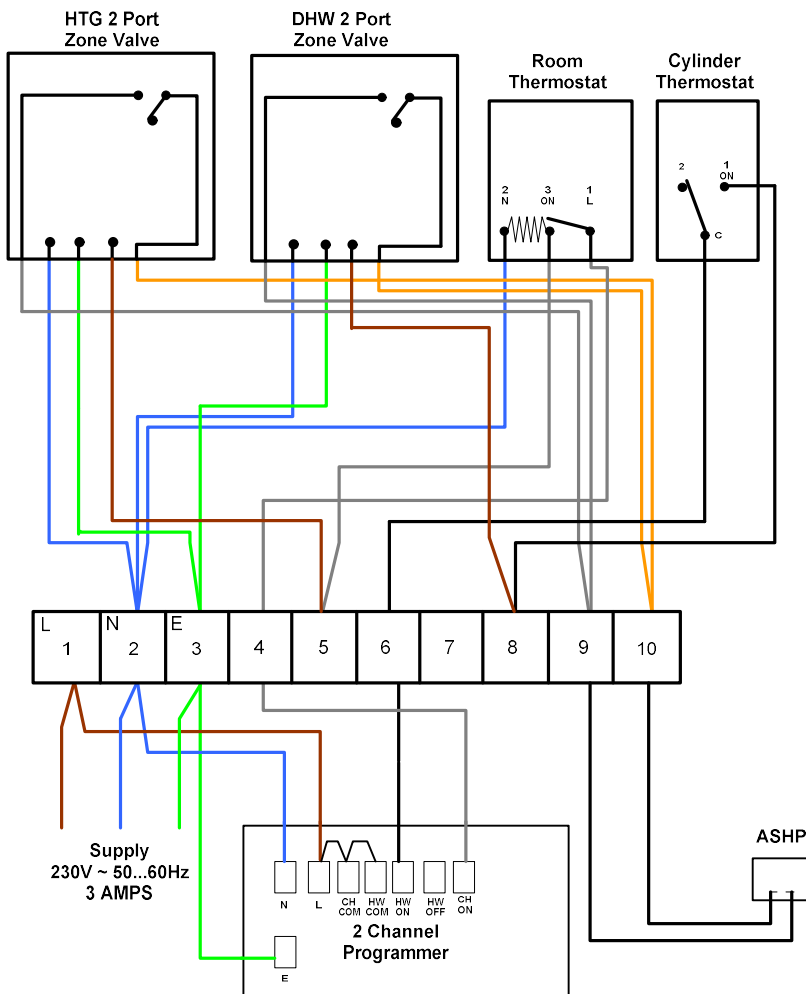 HTG 2 Port
Zone Valve
DHW 2 Port
Zone Valve
Room
Thermostat
Cylinder
Thermostat
2
N
3
ON
1
L
2
1
ON
C
L
1
N
2
E
3
4
5
6
7
8
9
10
Supply
230V ~ 50...60Hz
3 AMPS
N
L
CH
COM
HW
COM
HW
ON
HW
OFF
CH
ON
2 Channel
Programmer
E
ASHP